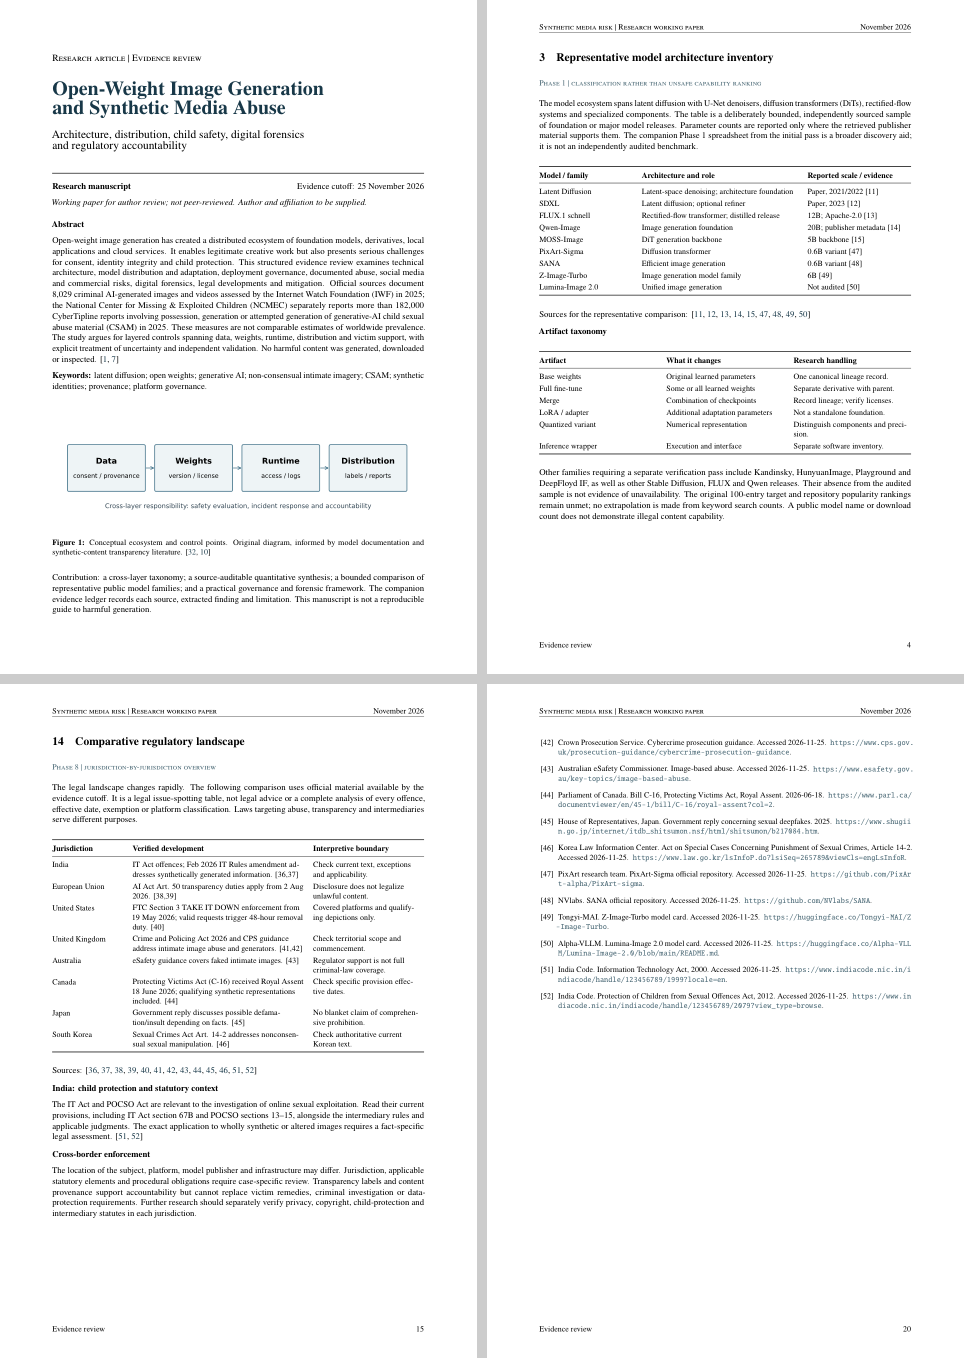 RESEARCH ARTICLE | EVIDENCE REVIEW
Open-Weight Image Generation
and Synthetic Media Abuse
Architecture, distribution, child safety, digital forensics
and regulatory accountability
Research manuscript
Evidence cutoff: 25 November 2026
Working paper for author review; not peer-reviewed. Author and affiliation to be supplied.
Abstract
Open-weight image generation has created a distributed ecosystem of foundation models, derivatives, local
applications and cloud services. It enables legitimate creative work but also presents serious challenges
for consent, identity integrity and child protection. This structured evidence review examines technical
architecture, model distribution and adaptation, deployment governance, documented abuse, social media
and commercial risks, digital forensics, legal developments and mitigation. Official sources document
8,029 criminal AI-generated images and videos assessed by the Internet Watch Foundation (IWF) in 2025;
the National Center for Missing & Exploited Children (NCMEC) separately reports more than 182,000
CyberTipline reports involving possession, generation or attempted generation of generative-AI child sexual
abuse material (CSAM) in 2025. These measures are not comparable estimates of worldwide prevalence.
The study argues for layered controls spanning data, weights, runtime, distribution and victim support, with
explicit treatment of uncertainty and independent validation. No harmful content was generated, downloaded
or inspected. [1, 7]
Keywords: latent diffusion; open weights; generative AI; non-consensual intimate imagery; CSAM; synthetic
identities; provenance; platform governance.
Data
consent / provenance
Weights
version / license
Runtime
access / logs
Distribution
labels / reports
Cross-layer responsibility: safety evaluation, incident response and accountability
Figure 1: Conceptual ecosystem and control points. Original diagram, informed by model documentation and
synthetic-content transparency literature. [32, 10]
Contribution: a cross-layer taxonomy; a source-auditable quantitative synthesis; a bounded comparison of
representative public model families; and a practical governance and forensic framework. The companion
evidence ledger records each source, extracted finding and limitation. This manuscript is not a reproducible
guide to harmful generation.
SYNTHETIC MEDIA RISK | RESEARCH WORKING PAPER
November 2026
3 Representative model architecture inventory
PHASE 1 | CLASSIFICATION RATHER THAN UNSAFE CAPABILITY RANKING
The model ecosystem spans latent diffusion with U-Net denoisers, diffusion transformers (DiTs), rectified-flow
systems and specialized components. The table is a deliberately bounded, independently sourced sample
of foundation or major model releases. Parameter counts are reported only where the retrieved publisher
material supports them. The companion Phase 1 spreadsheet from the initial pass is a broader discovery aid;
it is not an independently audited benchmark.
Model / family Architecture and role Reported scale / evidence
Latent Diffusion Latent-space denoising; architecture foundation Paper, 2021/2022 [11]
SDXL Latent diffusion; optional refiner Paper, 2023 [12]
FLUX.1 schnell Rectified-flow transformer; distilled release 12B; Apache-2.0 [13]
Qwen-Image Image generation foundation 20B; publisher metadata [14]
MOSS-Image DiT generation backbone 5B backbone [15]
PixArt-Sigma Diffusion transformer 0.6B variant [47]
SANA Efficient image generation 0.6B variant [48]
Z-Image-Turbo Image generation model family 6B [49]
Lumina-Image 2.0 Unified image generation Not audited [50]
Sources for the representative comparison: [11, 12, 13, 14, 15, 47, 48, 49, 50]
Artifact taxonomy
Artifact What it changes Research handling
Base weights Original learned parameters One canonical lineage record.
Full fine-tune Some or all learned weights Separate derivative with parent.
Merge Combination of checkpoints Record lineage; verify licenses.
LoRA / adapter Additional adaptation parameters Not a standalone foundation.
Quantized variant Numerical representation Distinguish components and preci-
sion.
Inference wrapper Execution and interface Separate software inventory.
Other families requiring a separate verification pass include Kandinsky, HunyuanImage, Playground and
DeepFloyd IF, as well as other Stable Diffusion, FLUX and Qwen releases. Their absence from the audited
sample is not evidence of unavailability. The original 100-entry target and repository popularity rankings
remain unmet; no extrapolation is made from keyword search counts. A public model name or download
count does not demonstrate illegal content capability.
Evidence review
4
SYNTHETIC MEDIA RISK | RESEARCH WORKING PAPER
November 2026
14 Comparative regulatory landscape
PHASE 8 | JURISDICTION-BY-JURISDICTION OVERVIEW
The legal landscape changes rapidly. The following comparison uses official material available by the
evidence cutoff. It is a legal issue-spotting table, not legal advice or a complete analysis of every offence,
effective date, exemption or platform classification. Laws targeting abuse, transparency and intermediaries
serve different purposes.
Jurisdiction Verified development Interpretive boundary
India IT Act offences; Feb 2026 IT Rules amendment ad- Check current text, exceptions
dresses synthetically generated information. [36,37] and applicability.
European Union AI Act Art. 50 transparency duties apply from 2 Aug Disclosure does not legalize
2026. [38,39] unlawful content.
United States FTC Section 3 TAKE IT DOWN enforcement from Covered platforms and qualify-
19 May 2026; valid requests trigger 48-hour removal ing depictions only.
duty. [40]
United Kingdom Crime and Policing Act 2026 and CPS guidance Check territorial scope and
address intimate image abuse and generators. [41,42] commencement.
Australia eSafety guidance covers faked intimate images. [43] Regulator support is not full
criminal-law coverage.
Canada Protecting Victims Act (C-16) received Royal Assent Check specific provision effec-
18 June 2026; qualifying synthetic representations tive dates.
included. [44]
Japan Government reply discusses possible defama- No blanket claim of comprehen-
tion/insult depending on facts. [45] sive prohibition.
South Korea Sexual Crimes Act Art. 14-2 addresses nonconsen- Check authoritative current
sual sexual manipulation. [46] Korean text.
Sources: [36, 37, 38, 39, 40, 41, 42, 43, 44, 45, 46, 51, 52]
India: child protection and statutory context
The IT Act and POCSO Act are relevant to the investigation of online sexual exploitation. Read their current
provisions, including IT Act section 67B and POCSO sections 13–15, alongside the intermediary rules and
applicable judgments. The exact application to wholly synthetic or altered images requires a fact-specific
legal assessment. [51, 52]
Cross-border enforcement
The location of the subject, platform, model publisher and infrastructure may differ. Jurisdiction, applicable
statutory elements and procedural obligations require case-specific review. Transparency labels and content
provenance support accountability but cannot replace victim remedies, criminal investigation or data-
protection requirements. Further research should separately verify privacy, copyright, child-protection and
intermediary statutes in each jurisdiction.
Evidence review
15
SYNTHETIC MEDIA RISK | RESEARCH WORKING PAPER
November 2026
[42] Crown Prosecution Service. Cybercrime prosecution guidance. Accessed 2026-11-25. https://www.cps.gov.
uk/prosecution-guidance/cybercrime-prosecution-guidance.
[43] Australian eSafety Commissioner. Image-based abuse. Accessed 2026-11-25. https://www.esafety.gov.
au/key-topics/image-based-abuse.
[44] Parliament of Canada. Bill C-16, Protecting Victims Act, Royal Assent. 2026-06-18. https://www.parl.ca/
documentviewer/en/45-1/bill/C-16/royal-assent?col=2.
[45] House of Representatives, Japan. Government reply concerning sexual deepfakes. 2025. https://www.shugii
n.go.jp/internet/itdb_shitsumon.nsf/html/shitsumon/b217084.htm.
[46] Korea Law Information Center. Act on Special Cases Concerning Punishment of Sexual Crimes, Article 14-2.
Accessed 2026-11-25. https://www.law.go.kr/lsInfoP.do?lsiSeq=265789&viewCls=engLsInfoR.
[47] PixArt research team. PixArt-Sigma official repository. Accessed 2026-11-25. https://github.com/PixAr
t-alpha/PixArt-sigma.
[48] NVlabs. SANA official repository. Accessed 2026-11-25. https://github.com/NVlabs/SANA.
[49] Tongyi-MAI. Z-Image-Turbo model card. Accessed 2026-11-25. https://huggingface.co/Tongyi-MAI/Z
-Image-Turbo.
[50] Alpha-VLLM. Lumina-Image 2.0 model card. Accessed 2026-11-25. https://huggingface.co/Alpha-VLL
M/Lumina-Image-2.0/blob/main/README.md.
[51] India Code. Information Technology Act, 2000. Accessed 2026-11-25. https://www.indiacode.nic.in/i
ndiacode/handle/123456789/1999?locale=en.
[52] India Code. Protection of Children from Sexual Offences Act, 2012. Accessed 2026-11-25. https://www.in
diacode.nic.in/indiacode/handle/123456789/2079?view_type=browse.
Evidence review
20